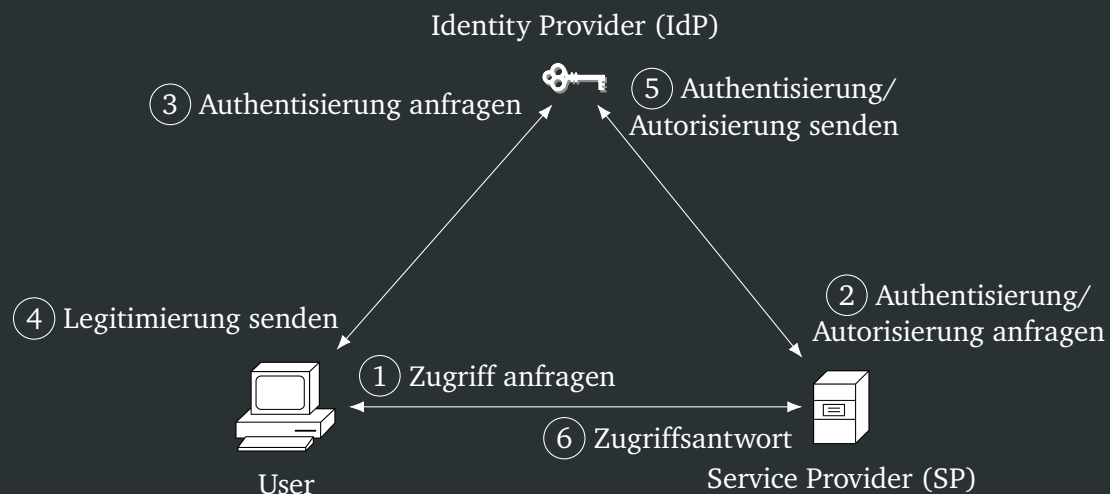 Identity Provider (IdP)
3 Authentisierung anfragen
5 Authentisierung/
Autorisierung senden
4 Legitimierung senden
2 Authentisierung/
Autorisierung anfragen
1 Zugriff anfragen
6 Zugriffsantwort
User
Service Provider (SP)